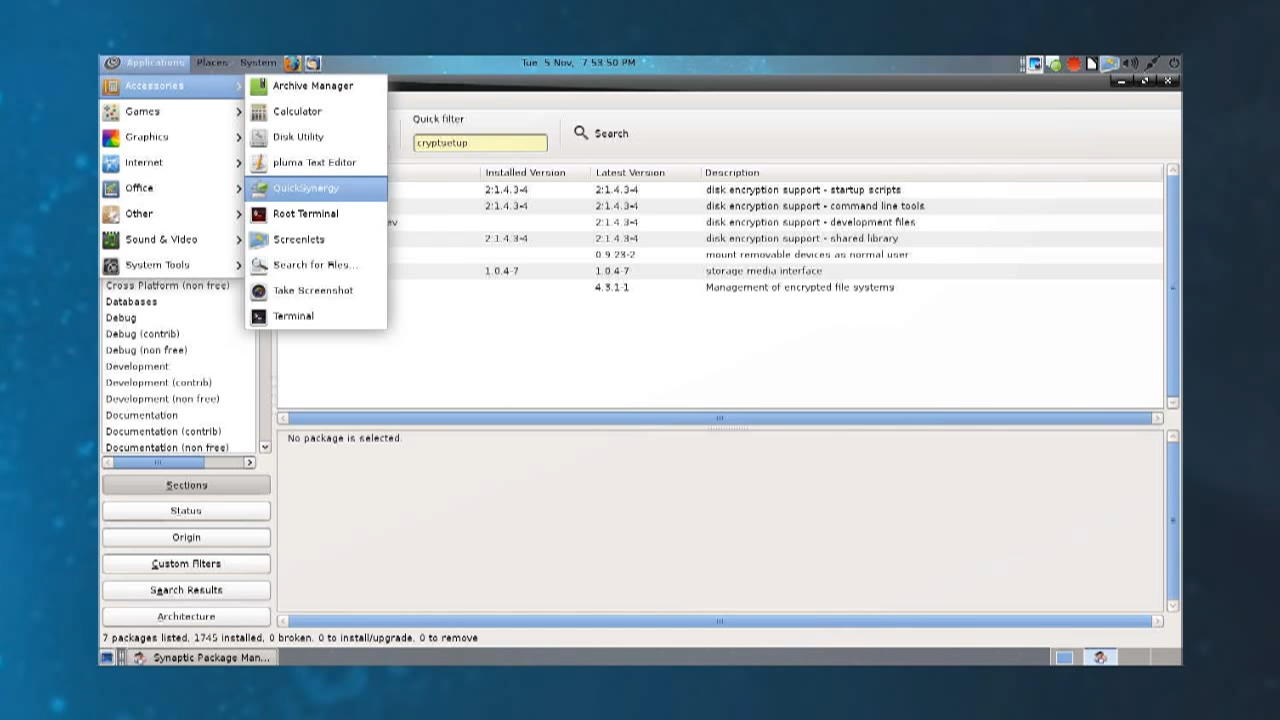 Applications Places System Tue 5 Nov, 7 53 50 PM
Accessories
Games
Graphics
Internet
Office
Other
Sound & Video
System Tools
Archive Manager
Calculator
Disk Utility
pluma Text Editor
QuickSynergy
Root Terminal
Screenlets
Search for Files...
Take Screenshot
Terminal
Quick filter
cryptsetup
Search
Installed Version Latest Version Description
2:1.4.3-4 2:1.4.3-4 disk encryption support - startup scripts
2:1.4.3-4 2:1.4.3-4 disk encryption support - command line tools
ev 2:1.4.3-4 disk encryption support - development files
2:1.4.3-4 2:1.4.3-4 disk encryption support - shared library
0.9.23-2 mount removable devices as normal user
1.0.4-7 1.0.4-7 storage media interface
4.3.1-1 Management of encrypted file systems
Cross Platform (non free)
Databases
Debug
Debug (contrib)
Debug (non free)
Development
Development (contrib)
Development (non free)
Documentation
Documentation (contrib)
Documentation (non free)
No package is selected.
Sections
Status
Origin
Custom Filters
Search Results
Architecture
7 packages listed, 1745 installed, 0 broken. 0 to install/upgrade, 0 to remove
Synaptic Package Man...